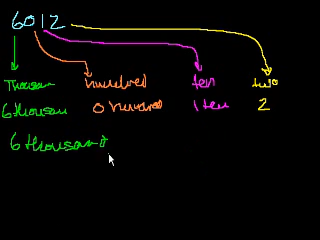 6012
Thousan hundred ten two
6 thousan 0 hundred 1 ten 2
6 thousand